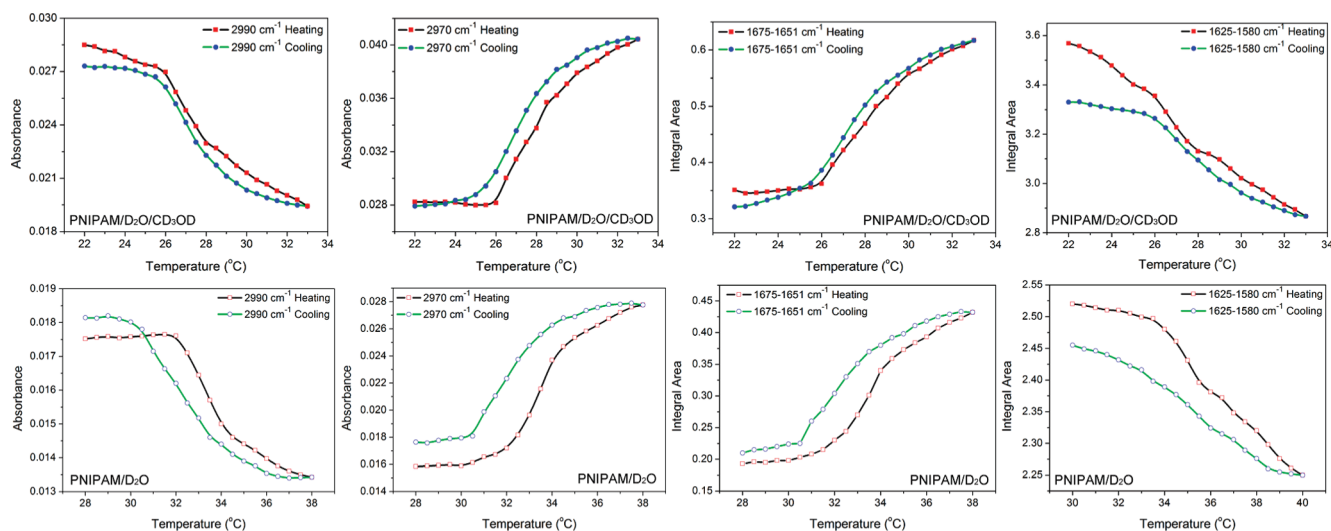 0.030
0.027
0.024
0.021
0.018
Absorbance
2990 cm⁻¹ Heating
2990 cm⁻¹ Cooling
PNIPAM/D₂O/CD₃OD
22 24 26 28 30 32 34
Temperature (°C)
0.040
0.036
0.032
0.028
0.024
Absorbance
2970 cm⁻¹ Heating
2970 cm⁻¹ Cooling
PNIPAM/D₂O/CD₃OD
22 24 26 28 30 32 34
Temperature (°C)
0.6
0.5
0.4
0.3
Integral Area
1675-1651 cm⁻¹ Heating
1675-1651 cm⁻¹ Cooling
PNIPAM/D₂O/CD₃OD
22 24 26 28 30 32 34
Temperature (°C)
3.6
3.4
3.2
3.0
2.8
Integral Area
1625-1580 cm⁻¹ Heating
1625-1580 cm⁻¹ Cooling
PNIPAM/D₂O/CD₃OD
22 24 26 28 30 32 34
Temperature (°C)
0.019
0.018
0.017
0.016
0.015
0.014
0.013
Absorbance
2990 cm⁻¹ Heating
2990 cm⁻¹ Cooling
PNIPAM/D₂O
28 30 32 34 36 38
Temperature (°C)
0.028
0.026
0.024
0.022
0.020
0.018
0.016
0.014
Absorbance
2970 cm⁻¹ Heating
2970 cm⁻¹ Cooling
PNIPAM/D₂O
28 30 32 34 36 38
Temperature (°C)
0.45
0.40
0.35
0.30
0.25
0.20
0.15
Integral Area
1675-1651 cm⁻¹ Heating
1675-1651 cm⁻¹ Cooling
PNIPAM/D₂O
28 30 32 34 36 38
Temperature (°C)
2.55
2.50
2.45
2.40
2.35
2.30
2.25
2.20
Integral Area
1625-1580 cm⁻¹ Heating
1625-1580 cm⁻¹ Cooling
PNIPAM/D₂O
30 32 34 36 38 40
Temperature (°C)